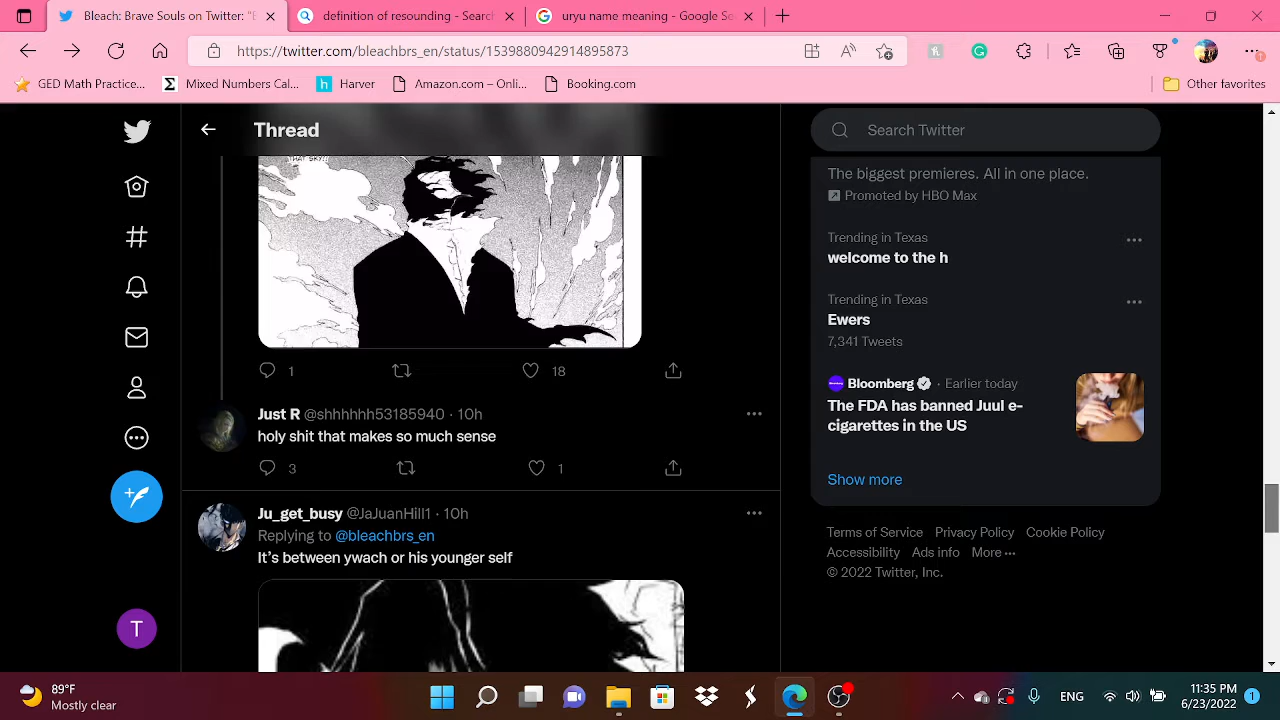 Bleach: Brave Souls on Twitter: "B
definition of resounding - Search
uryu name meaning - Google Se
https://twitter.com/bleachbrs_en/status/1539880942914895873
GED Math Practice...
Mixed Numbers Cal...
Harver
Amazon.com – Onli...
Booking.com
Other favorites
Thread
Search Twitter
THAT SKY!!
The biggest premieres. All in one place.
Promoted by HBO Max
Trending in Texas
welcome to the h
Trending in Texas
Ewers
7,341 Tweets
Bloomberg · Earlier today
The FDA has banned Juul e-
cigarettes in the US
Show more
Terms of Service Privacy Policy Cookie Policy
Accessibility Ads info More ···
© 2022 Twitter, Inc.
1 18
Just R @shhhhhh53185940 · 10h
holy shit that makes so much sense
3 1
Ju_get_busy @JaJuanHill1 · 10h
Replying to @bleachbrs_en
It's between ywach or his younger self
T
89°F
Mostly clear
ENG
11:35 PM
6/23/2022
1